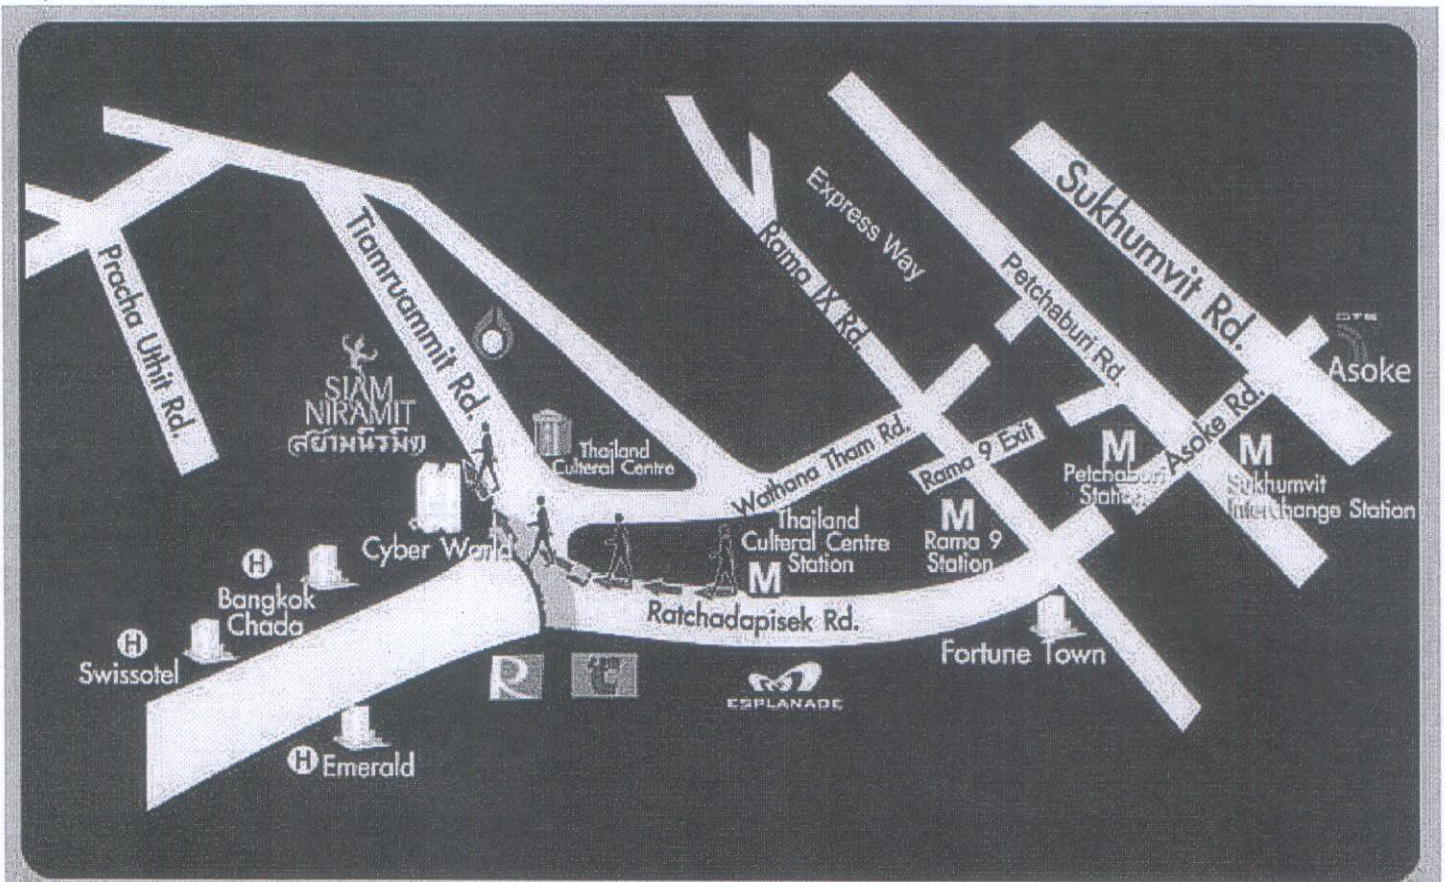 Sukhumvit Rd.
Express Way
Petchaburi Rd.
Rama IX Rd.
Tiamruammit Rd.
Pracha Uthit Rd.
BTS
Asoke
Asoke Rd.
SIAM
NIRAMIT
(สยามนิรมิต)
Thailand
Culteral Centre
Wathana Tham Rd.
Rama 9 Exit
M
Petchaburi
Station
M
Sukhumvit
Interchange Station
M
Rama 9
Station
Thailand
Culteral Centre
Station
M
Cyber World
H
Bangkok
Chada
H
Swissotel
Ratchadapisek Rd.
Fortune Town
R
ESPLANADE
H Emerald